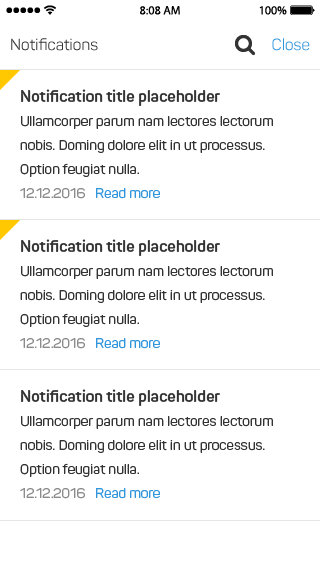 8:08 AM 100%
Notifications Close
Notification title placeholder
Ullamcorper parum nam lectores lectorum
nobis. Doming dolore elit in ut processus.
Option feugiat nulla.
12.12.2016 Read more
Notification title placeholder
Ullamcorper parum nam lectores lectorum
nobis. Doming dolore elit in ut processus.
Option feugiat nulla.
12.12.2016 Read more
Notification title placeholder
Ullamcorper parum nam lectores lectorum
nobis. Doming dolore elit in ut processus.
Option feugiat nulla.
12.12.2016 Read more